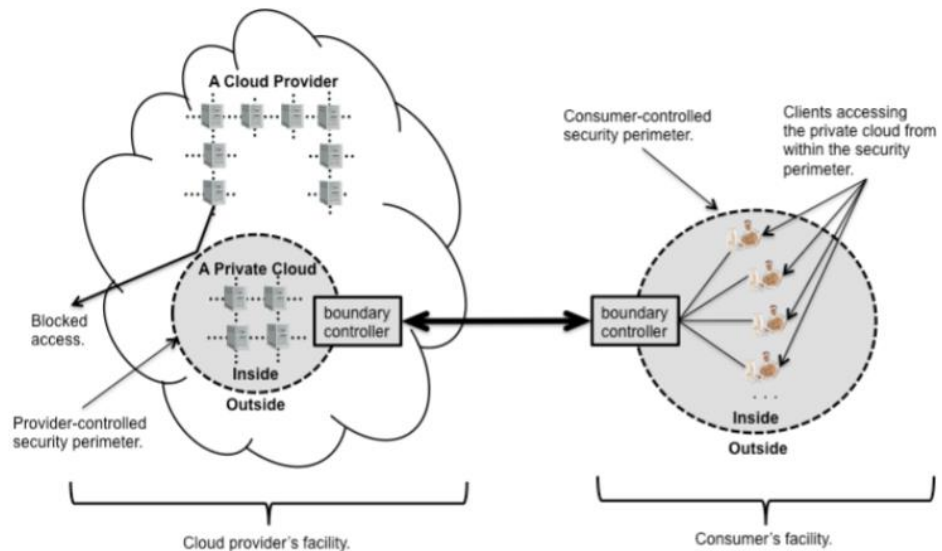 A Cloud Provider
Consumer-controlled
security perimeter.
Clients accessing
the private cloud from
within the security
perimeter.
A Private Cloud
Blocked
access.
boundary
controller
boundary
controller
Inside
Outside
Provider-controlled
security perimeter.
. . .
Inside
Outside
Cloud provider's facility.
Consumer's facility.